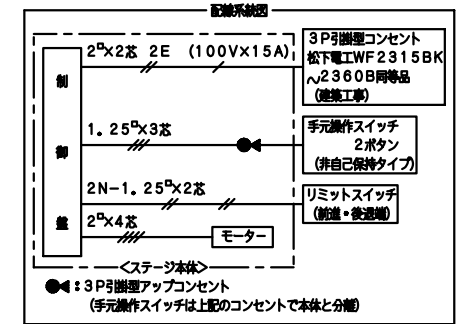 配線系統図
2□×2芯 2E (100V×15A)
3P引掛型コンセント
松下電工WF2315BK
～2360B同等品
(建築工事)
制
御
盤
1.25□×3芯
手元操作スイッチ
2ボタン
(非自己保持タイプ)
2N-1.25□×2芯
リミットスイッチ
(前進・後退端)
2□×4芯
モーター
<ステージ本体>
:3P引掛型アップコンセント
(手元操作スイッチは上記のコンセントで本体と分離)